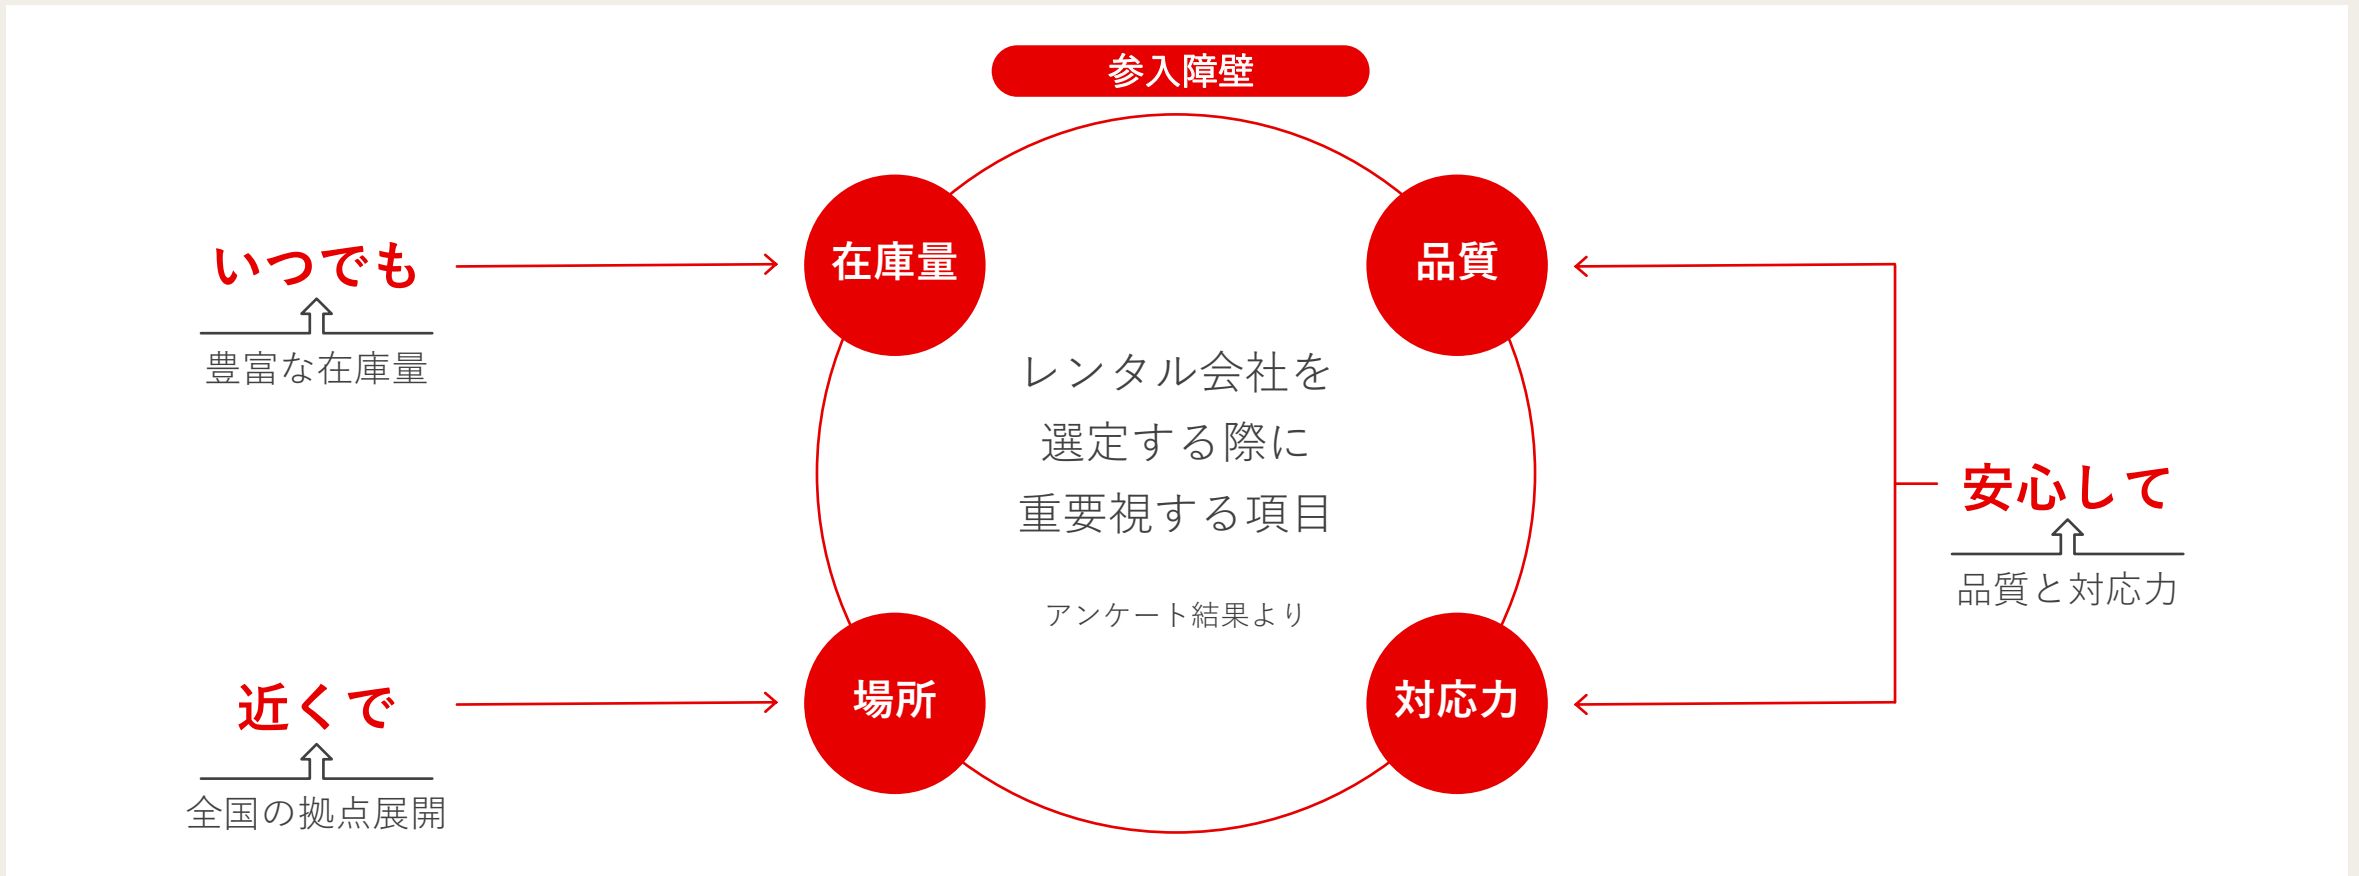 参入障壁
在庫量
品質
いつでも
豊富な在庫量
レンタル会社を
選定する際に
重要視する項目
アンケート結果より
安心して
品質と対応力
近くで
全国の拠点展開
場所
対応力